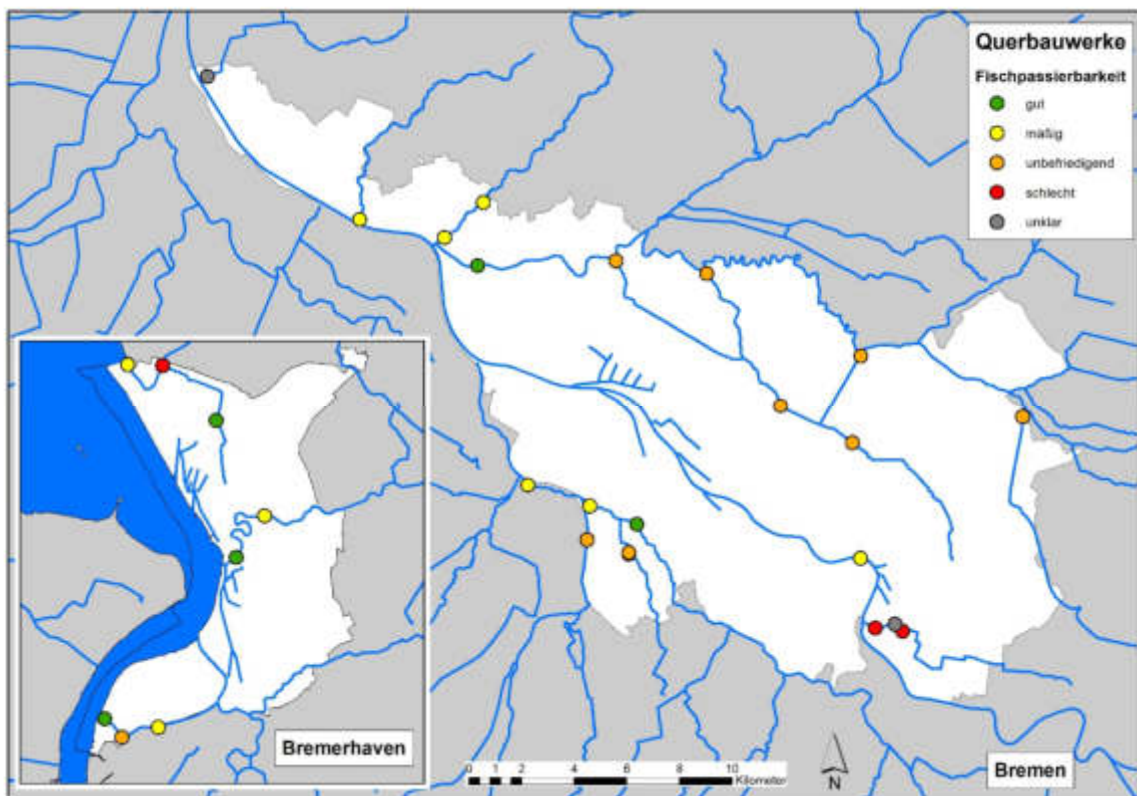 Querbauwerke
Fischpassierbarkeit
gut
mäßig
unbefriedigend
schlecht
unklar
Bremerhaven
0 1 2 4 6 8 10
Kilometer
N
Bremen